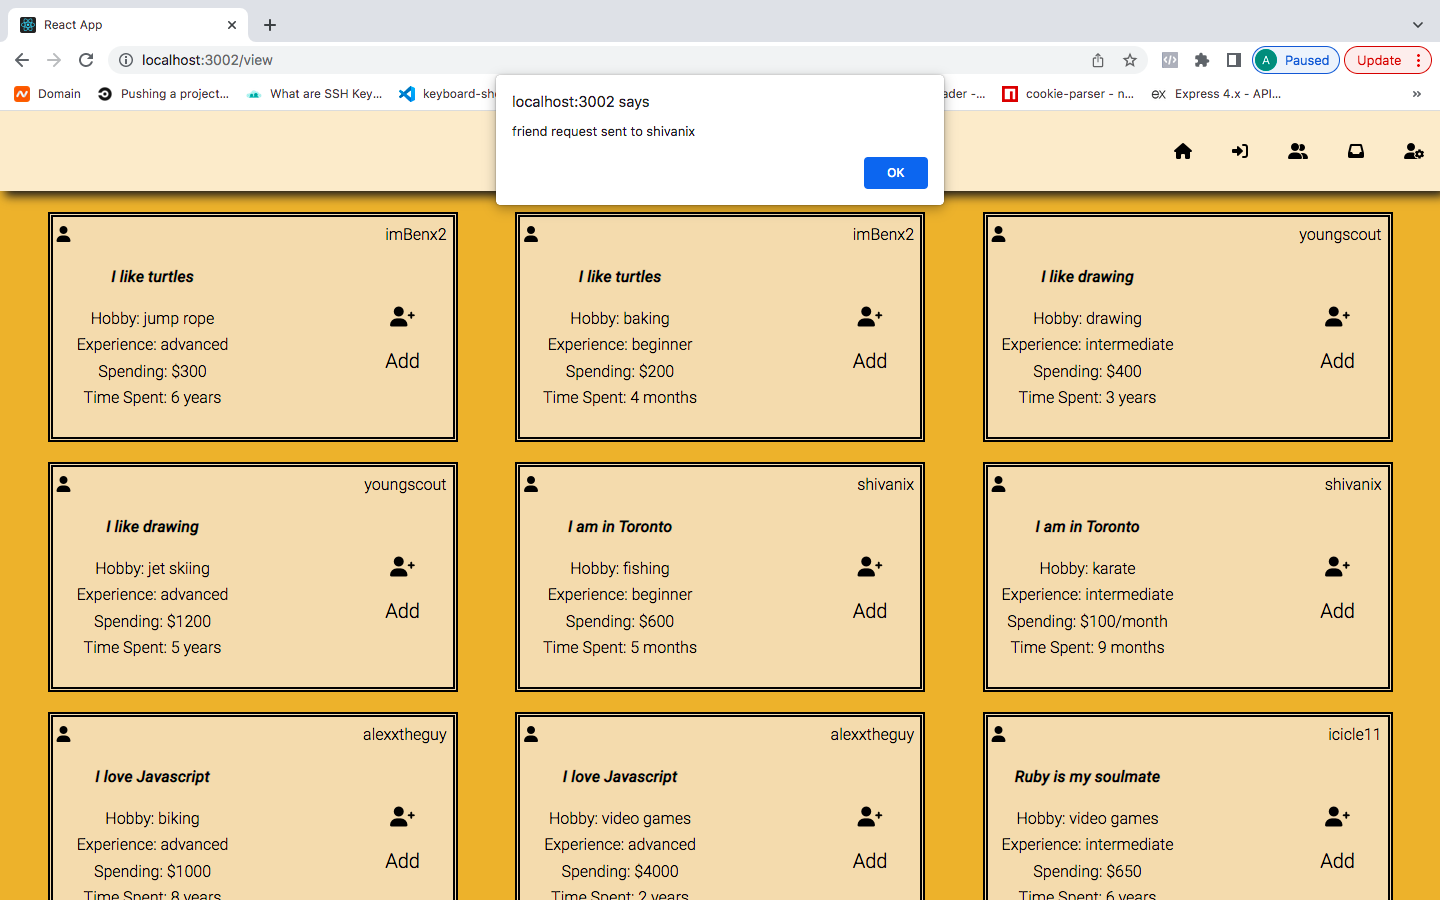 React App
localhost:3002/view
A Paused
Update
Domain
Pushing a project...
What are SSH Key...
keyboard-sho
ader -...
cookie-parser - n...
ex Express 4.x - API...
localhost:3002 says
friend request sent to shivanix
OK
imBenx2
I like turtles
Hobby: jump rope
Experience: advanced
Spending: $300
Time Spent: 6 years
Add
imBenx2
I like turtles
Hobby: baking
Experience: beginner
Spending: $200
Time Spent: 4 months
Add
youngscout
I like drawing
Hobby: drawing
Experience: intermediate
Spending: $400
Time Spent: 3 years
Add
youngscout
I like drawing
Hobby: jet skiing
Experience: advanced
Spending: $1200
Time Spent: 5 years
Add
shivanix
I am in Toronto
Hobby: fishing
Experience: beginner
Spending: $600
Time Spent: 5 months
Add
shivanix
I am in Toronto
Hobby: karate
Experience: intermediate
Spending: $100/month
Time Spent: 9 months
Add
alexxtheguy
I love Javascript
Hobby: biking
Experience: advanced
Spending: $1000
Time Spent: 8 years
Add
alexxtheguy
I love Javascript
Hobby: video games
Experience: advanced
Spending: $4000
Time Spent: 2 years
Add
icicle11
Ruby is my soulmate
Hobby: video games
Experience: intermediate
Spending: $650
Time Spent: 6 years
Add